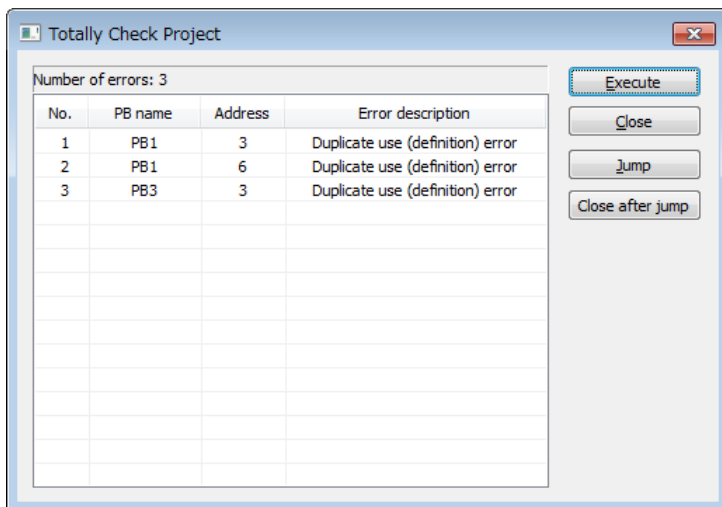 Totally Check Project
Number of errors: 3
No. PB name Address Error description
1 PB1 3 Duplicate use (definition) error
2 PB1 6 Duplicate use (definition) error
3 PB3 3 Duplicate use (definition) error
Execute
Close
Jump
Close after jump